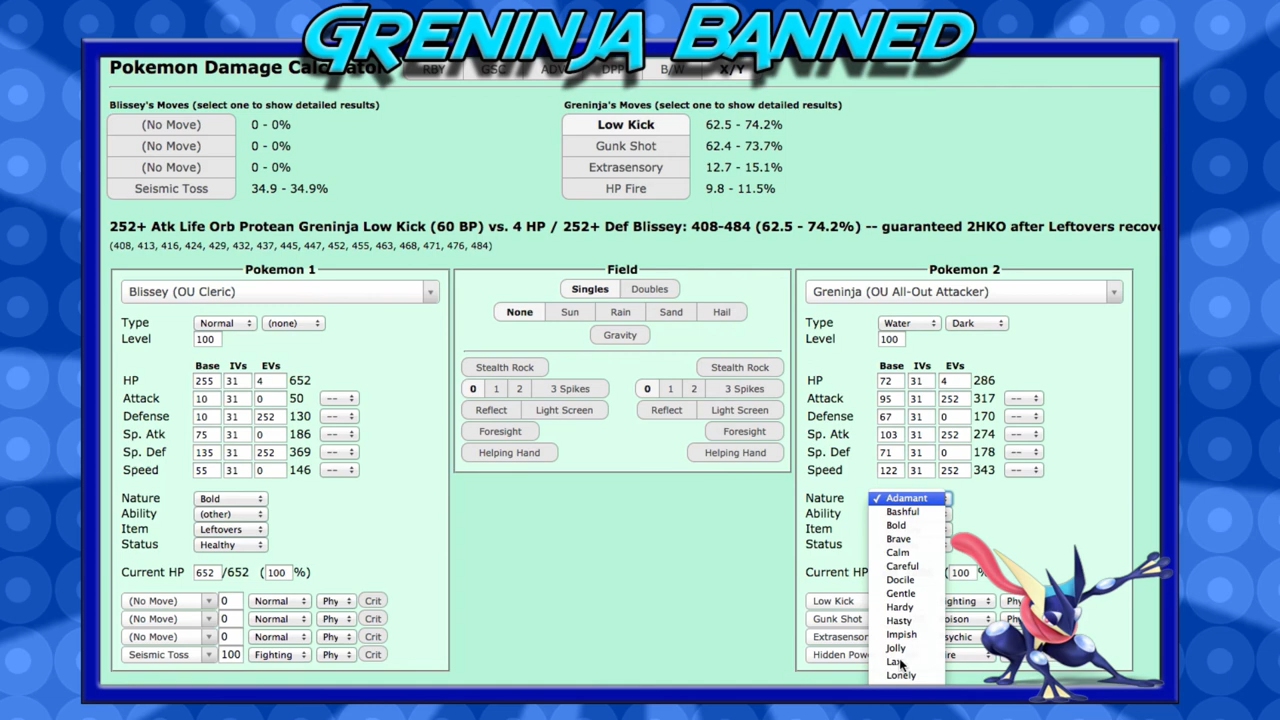 GRENINJA BANNED
Pokemon Damage Calculator RBY GSC ADV DPP B/W X/Y
Blissey's Moves (select one to show detailed results) Greninja's Moves (select one to show detailed results)
(No Move) 0 - 0% Low Kick 62.5 - 74.2%
(No Move) 0 - 0% Gunk Shot 62.4 - 73.7%
(No Move) 0 - 0% Extrasensory 12.7 - 15.1%
Seismic Toss 34.9 - 34.9% HP Fire 9.8 - 11.5%
252+ Atk Life Orb Protean Greninja Low Kick (60 BP) vs. 4 HP / 252+ Def Blissey: 408-484 (62.5 - 74.2%) -- guaranteed 2HKO after Leftovers recove
(408, 413, 416, 424, 429, 432, 437, 445, 447, 452, 455, 463, 468, 471, 476, 484)
Pokemon 1 Field Pokemon 2
Blissey (OU Cleric) Singles Doubles Greninja (OU All-Out Attacker)
None Sun Rain Sand Hail
Type Normal (none) Type Water Dark
Level 100 Gravity Level 100
Base IVs EVs Stealth Rock Stealth Rock Base IVs EVs
HP 255 31 4 652 0 1 2 3 Spikes 0 1 2 3 Spikes HP 72 31 4 286
Attack 10 31 0 50 -- Attack 95 31 252 317 --
Defense 10 31 252 130 -- Reflect Light Screen Reflect Light Screen Defense 67 31 0 170 --
Sp. Atk 75 31 0 186 -- Foresight Foresight Sp. Atk 103 31 252 274 --
Sp. Def 135 31 252 369 -- Helping Hand Helping Hand Sp. Def 71 31 0 178 --
Speed 55 31 0 146 -- Speed 122 31 252 343 --
Nature Bold Nature ✓ Adamant
Ability (other) Ability Bashful
Item Leftovers Item Bold
Status Healthy Status Brave
Calm
Careful
Current HP 652 /652 (100 %) Current HP Docile (100 %
Gentle
(No Move) 0 Normal Phy Crit Low Kick Hardy Phy
(No Move) 0 Normal Phy Crit Gunk Shot Hasty
(No Move) 0 Normal Phy Crit Extrasensor Impish sychic
Jolly
Seismic Toss 100 Fighting Phy Crit Hidden Pow Lax ire
Lonely